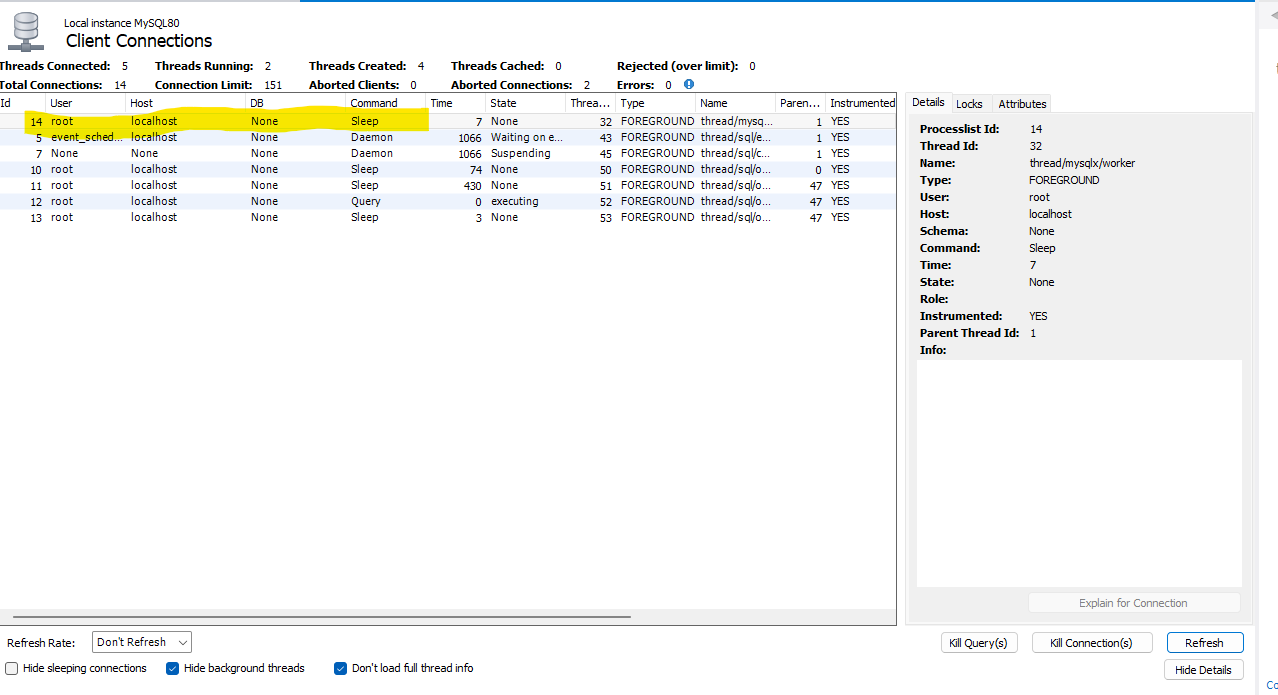 Local instance MySQL80
Client Connections
Threads Connected: 5 Threads Running: 2 Threads Created: 4 Threads Cached: 0 Rejected (over limit): 0
Total Connections: 14 Connection Limit: 151 Aborted Clients: 0 Aborted Connections: 2 Errors: 0
Id User Host DB Command Time State Threa... Type Name Paren... Instrumented
14 root localhost None Sleep 7 None 32 FOREGROUND thread/mysq... 1 YES
5 event_sched... localhost None Daemon 1066 Waiting on e... 43 FOREGROUND thread/sql/e... 1 YES
7 None None None Daemon 1066 Suspending 45 FOREGROUND thread/sql/c... 1 YES
10 root localhost None Sleep 74 None 50 FOREGROUND thread/sql/o... 0 YES
11 root localhost None Sleep 430 None 51 FOREGROUND thread/sql/o... 47 YES
12 root localhost None Query 0 executing 52 FOREGROUND thread/sql/o... 47 YES
13 root localhost None Sleep 3 None 53 FOREGROUND thread/sql/o... 47 YES
Details Locks Attributes
Processlist Id: 14
Thread Id: 32
Name: thread/mysqlx/worker
Type: FOREGROUND
User: root
Host: localhost
Schema: None
Command: Sleep
Time: 7
State: None
Role:
Instrumented: YES
Parent Thread Id: 1
Info:
Explain for Connection
Refresh Rate: Don't Refresh Kill Query(s) Kill Connection(s) Refresh
Hide sleeping connections Hide background threads Don't load full thread info Hide Details